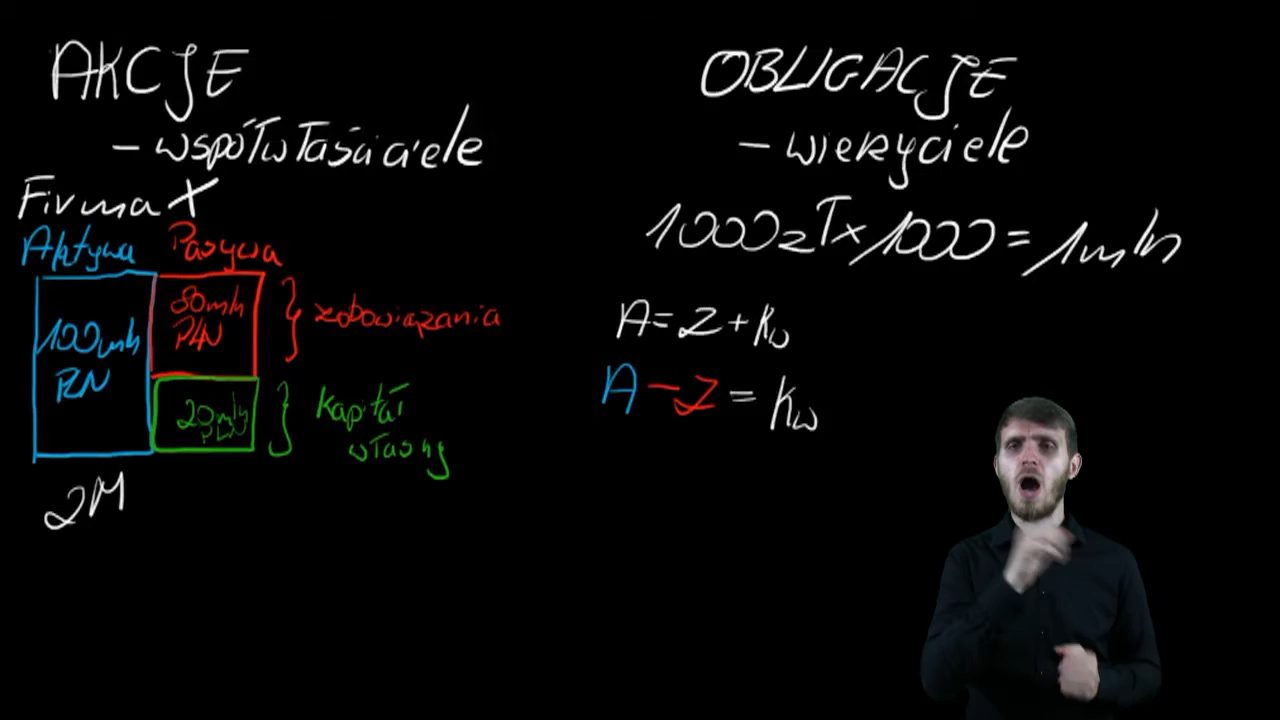 AKCJE
- współwłaściciele
Firma X
Aktywa Pasywa
100mln PLN
80mln PLN
zobowiązania
20mln PLN
kapitał własny
2M
OBLIGACJE
- wierzyciele
1000zł x 1000 = 1mln
A = Z + Kw
A - Z = Kw